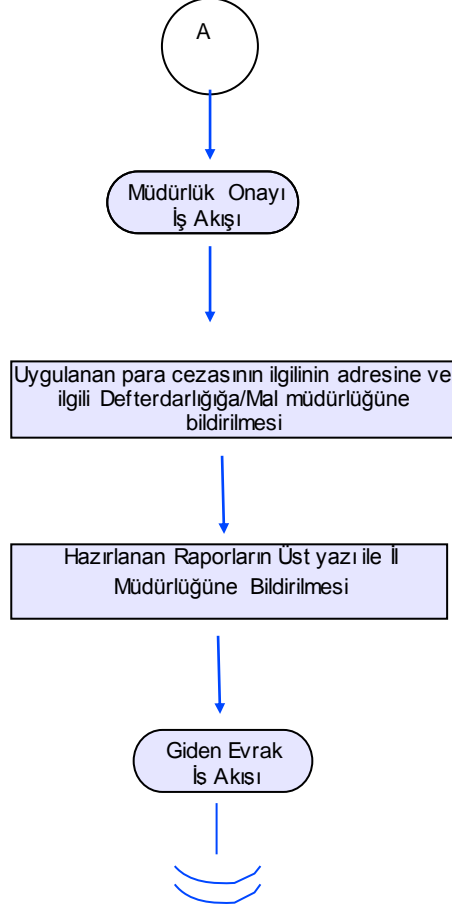 A
Müdürlük Onayı
İş Akışı
Uygulanan para cezasının ilgilinin adresine ve
ilgili Defterdarlığığa/Mal müdürlüğüne
bildirilmesi
Hazırlanan Raporların Üst yazı ile İl
Müdürlüğüne Bildirilmesi
Giden Evrak
İs Akısı